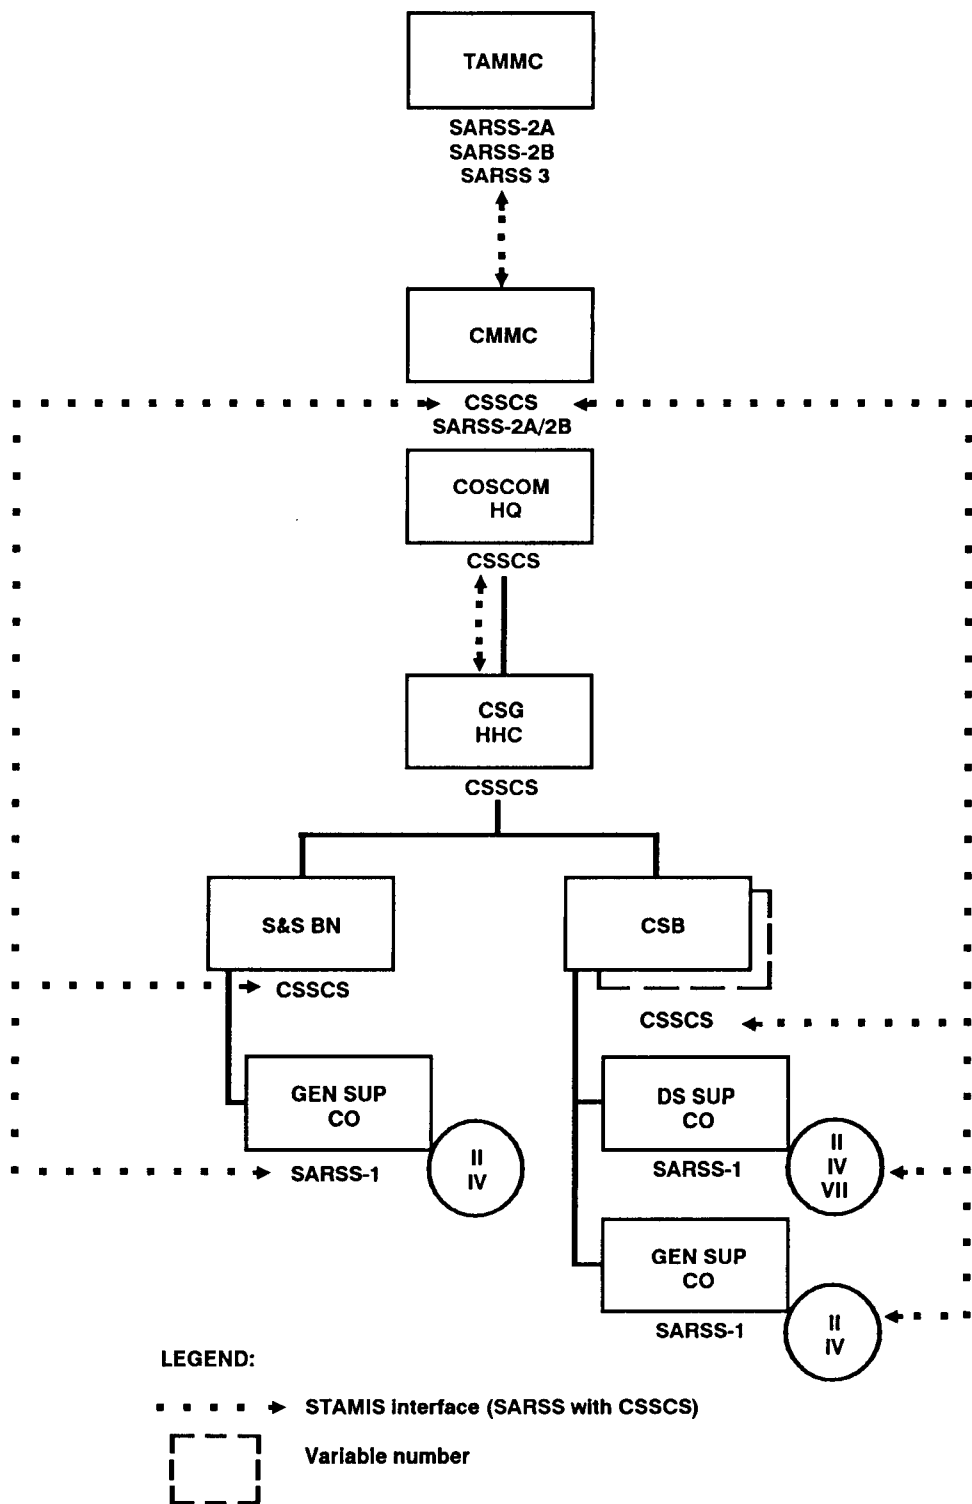 TAMMC
SARSS-2A
SARSS-2B
SARSS 3
CMMC
CSSCS
SARSS-2A/2B
COSCOM
HQ
CSSCS
CSG
HHC
CSSCS
S&S BN
CSSCS
GEN SUP
CO
SARSS-1
II
IV
CSB
CSSCS
DS SUP
CO
SARSS-1
II
IV
VII
GEN SUP
CO
SARSS-1
II
IV
LEGEND:
STAMIS interface (SARSS with CSSCS)
Variable number